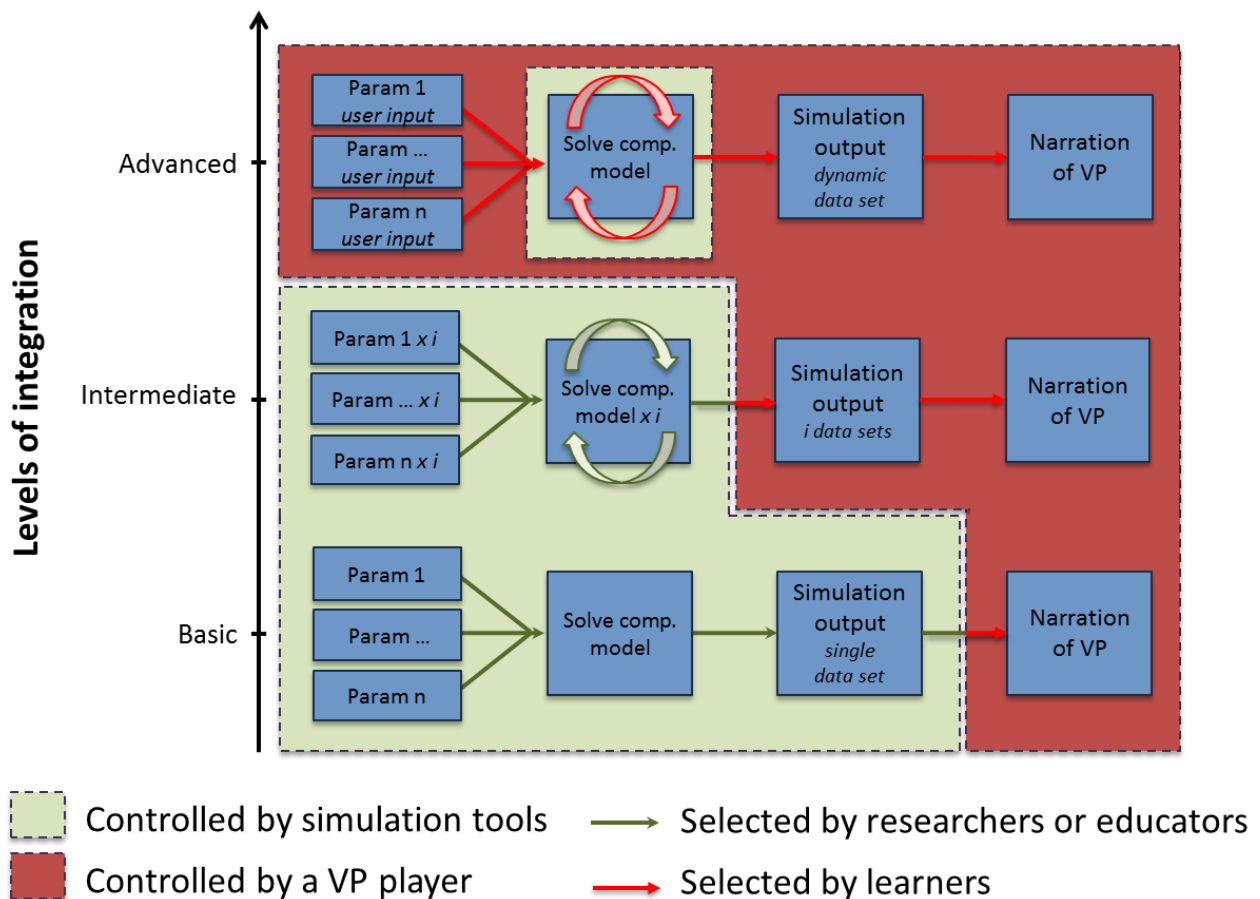 Levels of integration
Advanced
Param 1
user input
Param ...
user input
Param n
user input
Solve comp.
model
Simulation
output
dynamic
data set
Narration
of VP
Intermediate
Param 1 x i
Param ... x i
Param n x i
Solve comp.
model x i
Simulation
output
i data sets
Narration
of VP
Basic
Param 1
Param ...
Param n
Solve comp.
model
Simulation
output
single
data set
Narration
of VP
Controlled by simulation tools
Selected by researchers or educators
Controlled by a VP player
Selected by learners